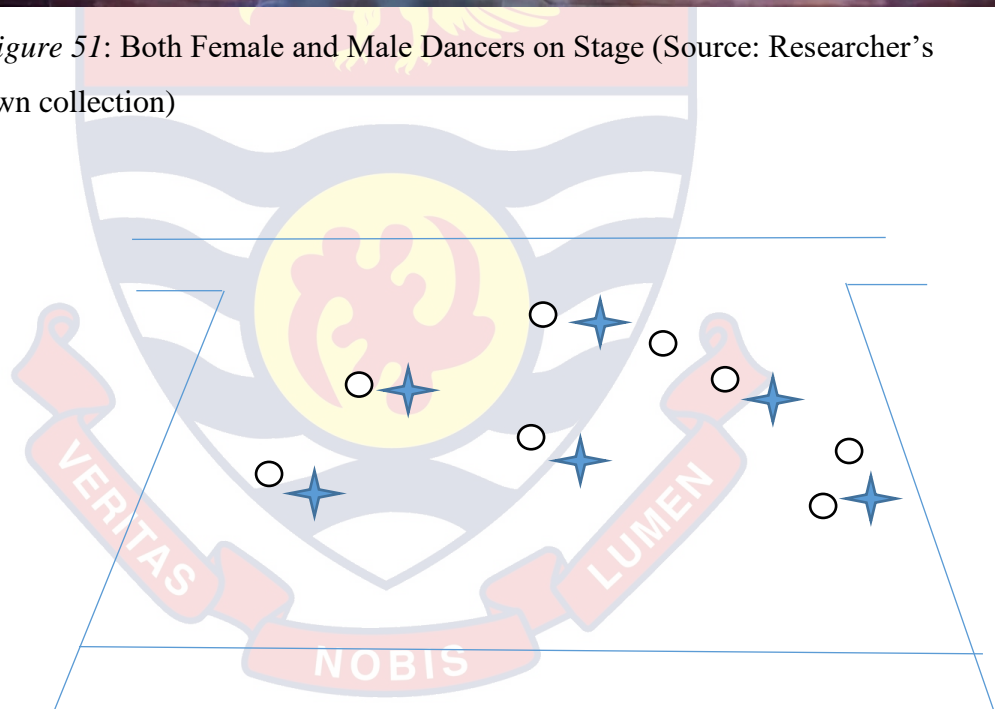 igure 51: Both Female and Male Dancers on Stage (Source: Researcher’s
wn collection)
VERITAS
NOBIS
LUMEN